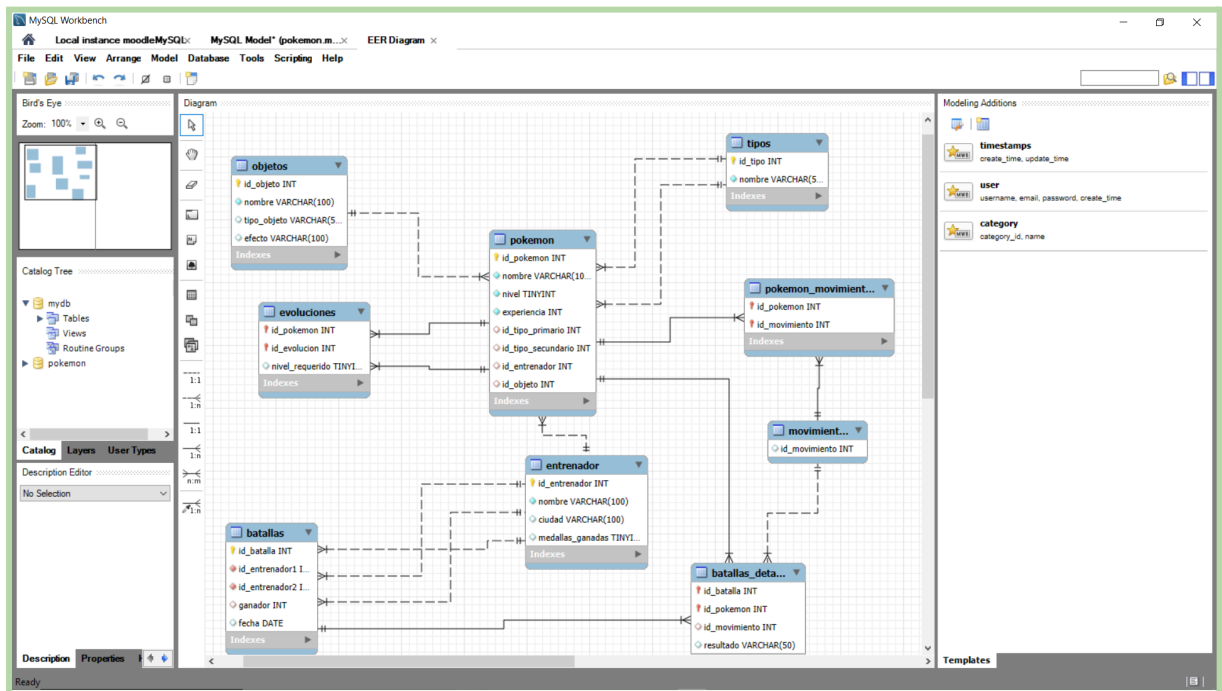 MySQL Workbench
Local instance moodleMySQL
MySQL Model* (pokemon.m...
EER Diagram
File Edit View Arrange Model Database Tools Scripting Help
Bird's Eye
Zoom: 100%
Catalog Tree
mydb
Tables
Views
Routine Groups
pokemon
Catalog Layers User Types
Description Editor
No Selection
Description Properties
Ready
Diagram
1:1
1:n
1:1
1:n
n:m
1:n
objetos
id_objeto INT
nombre VARCHAR(100)
tipo_objeto VARCHAR(5...
efecto VARCHAR(100)
Indexes
tipos
id_tipo INT
nombre VARCHAR(5...
Indexes
pokemon
id_pokemon INT
nombre VARCHAR(10...
nivel TINYINT
experiencia INT
id_tipo_primario INT
id_tipo_secundario INT
id_entrenador INT
id_objeto INT
Indexes
evoluciones
id_pokemon INT
id_evolucion INT
nivel_requerido TINYI...
Indexes
pokemon_movimient...
id_pokemon INT
id_movimiento INT
Indexes
movimient...
id_movimiento INT
entrenador
id_entrenador INT
nombre VARCHAR(100)
ciudad VARCHAR(100)
medallas_ganadas TINYI...
Indexes
batallas
id_batalla INT
id_entrenador1 I...
id_entrenador2 I...
ganador INT
fecha DATE
Indexes
batallas_deta...
id_batalla INT
id_pokemon INT
id_movimiento INT
resultado VARCHAR(50)
Modeling Additions
timestamps
create_time, update_time
user
username, email, password, create_time
category
category_id, name
Templates